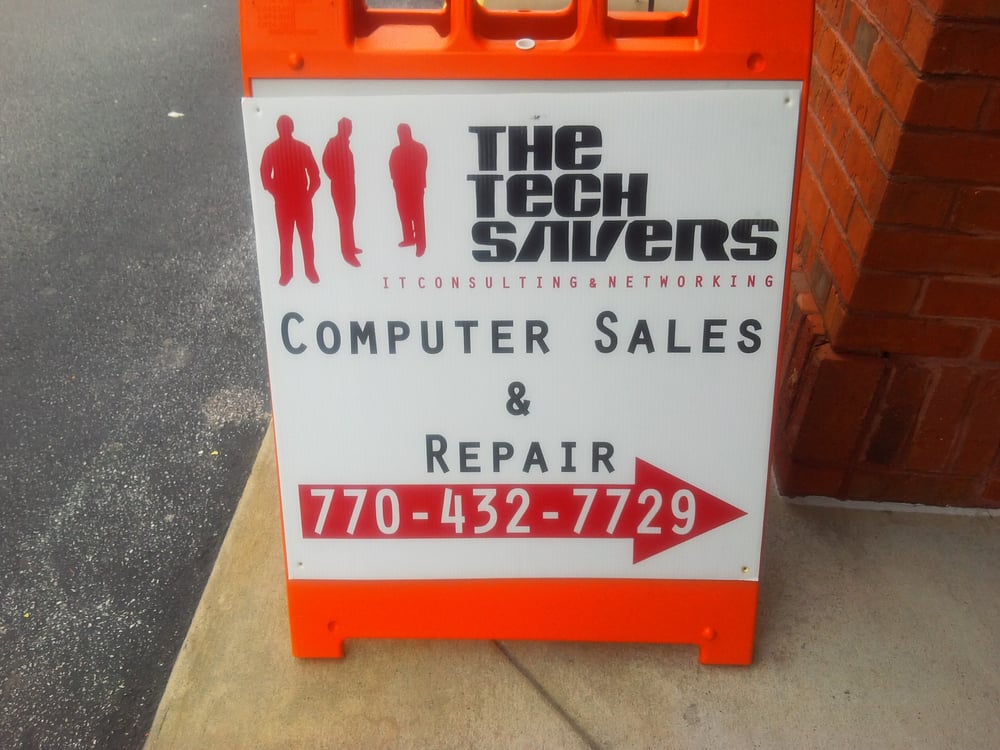 THE
TECH
SAVERS
IT CONSULTING & NETWORKING
COMPUTER SALES
&
REPAIR
770-432-7729